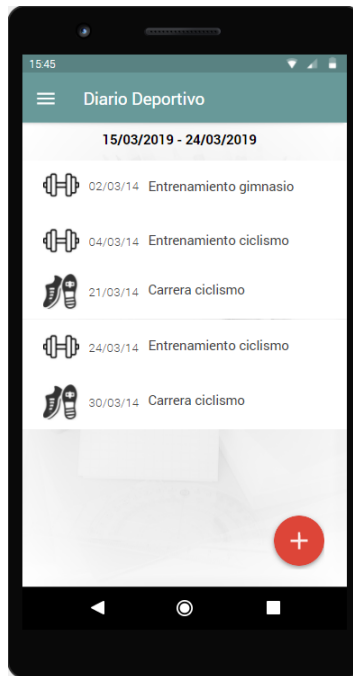 15:45
Diario Deportivo
15/03/2019 - 24/03/2019
02/03/14 Entrenamiento gimnasio
04/03/14 Entrenamiento ciclismo
21/03/14 Carrera ciclismo
24/03/14 Entrenamiento ciclismo
30/03/14 Carrera ciclismo